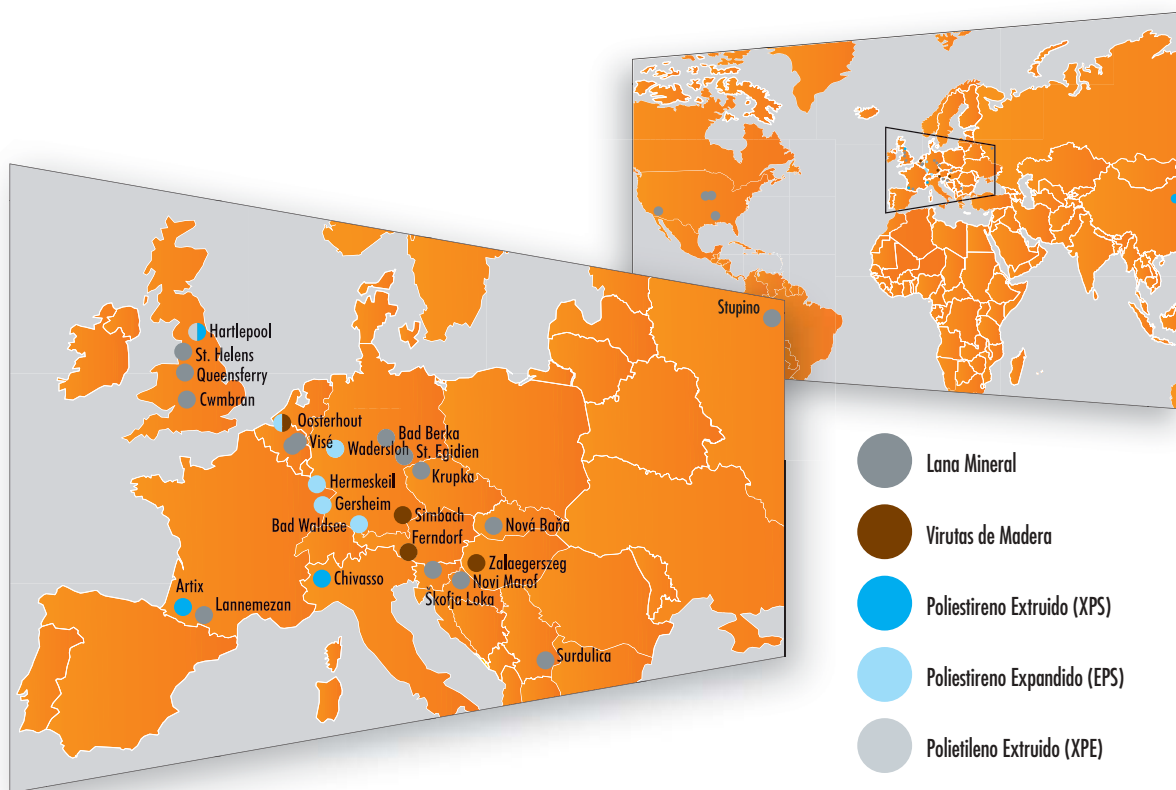 Stupino
Hartlepool
St. Helens
Queensferry
Cwmbran
Oosterhout
Visé
Bad Berka
Wadersloh
St. Egidien
Krupka
Hermeskeil
Gersheim
Bad Waldsee
Simbach
Nová Baňa
Ferndorf
Zalaegerszeg
Chivasso
Novi Marof
Škofja Loka
Artix
Lannemezan
Surdulica
Lana Mineral
Virutas de Madera
Poliestireno Extruido (XPS)
Poliestireno Expandido (EPS)
Polietileno Extruido (XPE)